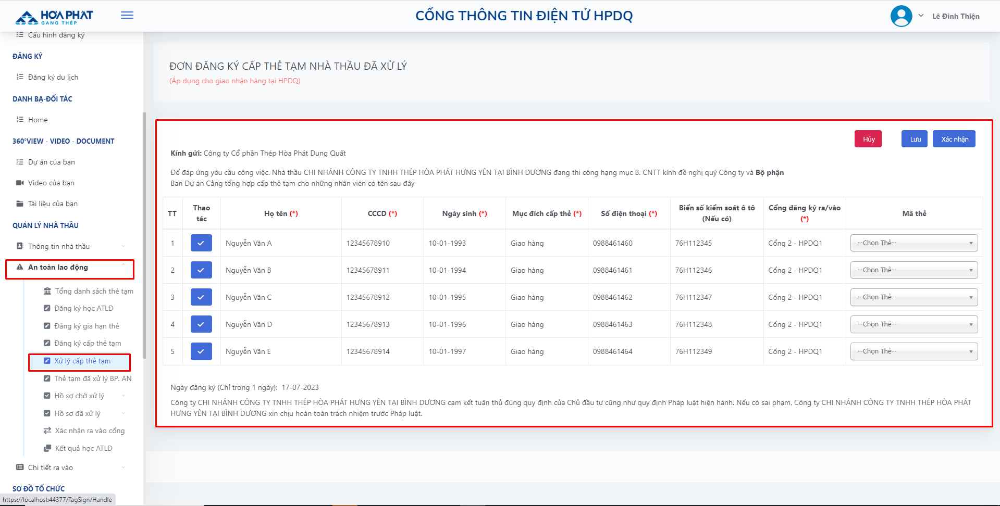 HOA PHAT
GANG THÉP
CỔNG THÔNG TIN ĐIỆN TỬ HPDQ
Lê Đình Thiện
Cấu hình đăng ký
ĐĂNG KÝ
Đăng ký du lịch
DANH BẠ-ĐỐI TÁC
Home
360°VIEW - VIDEO - DOCUMENT
Dự án của bạn
Video của bạn
Tài liệu của bạn
QUẢN LÝ NHÀ THẦU
Thông tin nhà thầu
An toàn lao động
Tổng danh sách thẻ tạm
Đăng ký học ATLĐ
Đăng ký gia hạn thẻ
Đăng ký cấp thẻ tạm
Xử lý cấp thẻ tạm
Thẻ tạm đã xử lý BP. AN
Hồ sơ chờ xử lý
Hồ sơ đã xử lý
Xác nhận ra vào cổng
Kết quả học ATLĐ
Chi tiết ra vào
SƠ ĐỒ TỔ CHỨC
https://localhost:44377/TagSign/Handle
ĐƠN ĐĂNG KÝ CẤP THẺ TẠM NHÀ THẦU ĐÃ XỬ LÝ
(Áp dụng cho giao nhận hàng tại HPDQ)
Hủy Lưu Xác nhận
Kính gửi: Công ty Cổ phần Thép Hòa Phát Dung Quất
Để đáp ứng yêu cầu công việc. Nhà thầu CHI NHÁNH CÔNG TY TNHH THÉP HÒA PHÁT HƯNG YÊN TẠI BÌNH DƯƠNG đang thi công hạng mục B. CNTT kính đề nghị quý Công ty và Bộ phận
Ban Dự án Cảng tổng hợp cấp thẻ tạm cho những nhân viên có tên sau đây
TT Thao tác Họ tên (*) CCCD (*) Ngày sinh (*) Mục đích cấp thẻ (*) Số điện thoại (*) Biển số kiểm soát ô tô (Nếu có) Cổng đăng ký ra/vào (*) Mã thẻ
1 Nguyễn Văn A 12345678910 10-01-1993 Giao hàng 0988461460 76H112345 Cổng 2 - HPDQ1 --Chọn Thẻ--
2 Nguyễn Văn B 12345678911 10-01-1994 Giao hàng 0988461461 76H112346 Cổng 2 - HPDQ1 --Chọn Thẻ--
3 Nguyễn Văn C 12345678912 10-01-1995 Giao hàng 0988461462 76H112347 Cổng 2 - HPDQ1 --Chọn Thẻ--
4 Nguyễn Văn D 12345678913 10-01-1996 Giao hàng 0988461463 76H112348 Cổng 2 - HPDQ1 --Chọn Thẻ--
5 Nguyễn Văn E 12345678914 10-01-1997 Giao hàng 0988461464 76H112349 Cổng 2 - HPDQ1 --Chọn Thẻ--
Ngày đăng ký (Chỉ trong 1 ngày): 17-07-2023
Công ty CHI NHÁNH CÔNG TY TNHH THÉP HÒA PHÁT HƯNG YÊN TẠI BÌNH DƯƠNG cam kết tuân thủ đúng quy định của Chủ đầu tư cũng như quy định Pháp luật hiện hành. Nếu có sai phạm, Công ty CHI NHÁNH CÔNG TY TNHH THÉP HÒA PHÁT
HƯNG YÊN TẠI BÌNH DƯƠNG xin chịu hoàn toàn trách nhiệm trước Pháp luật.